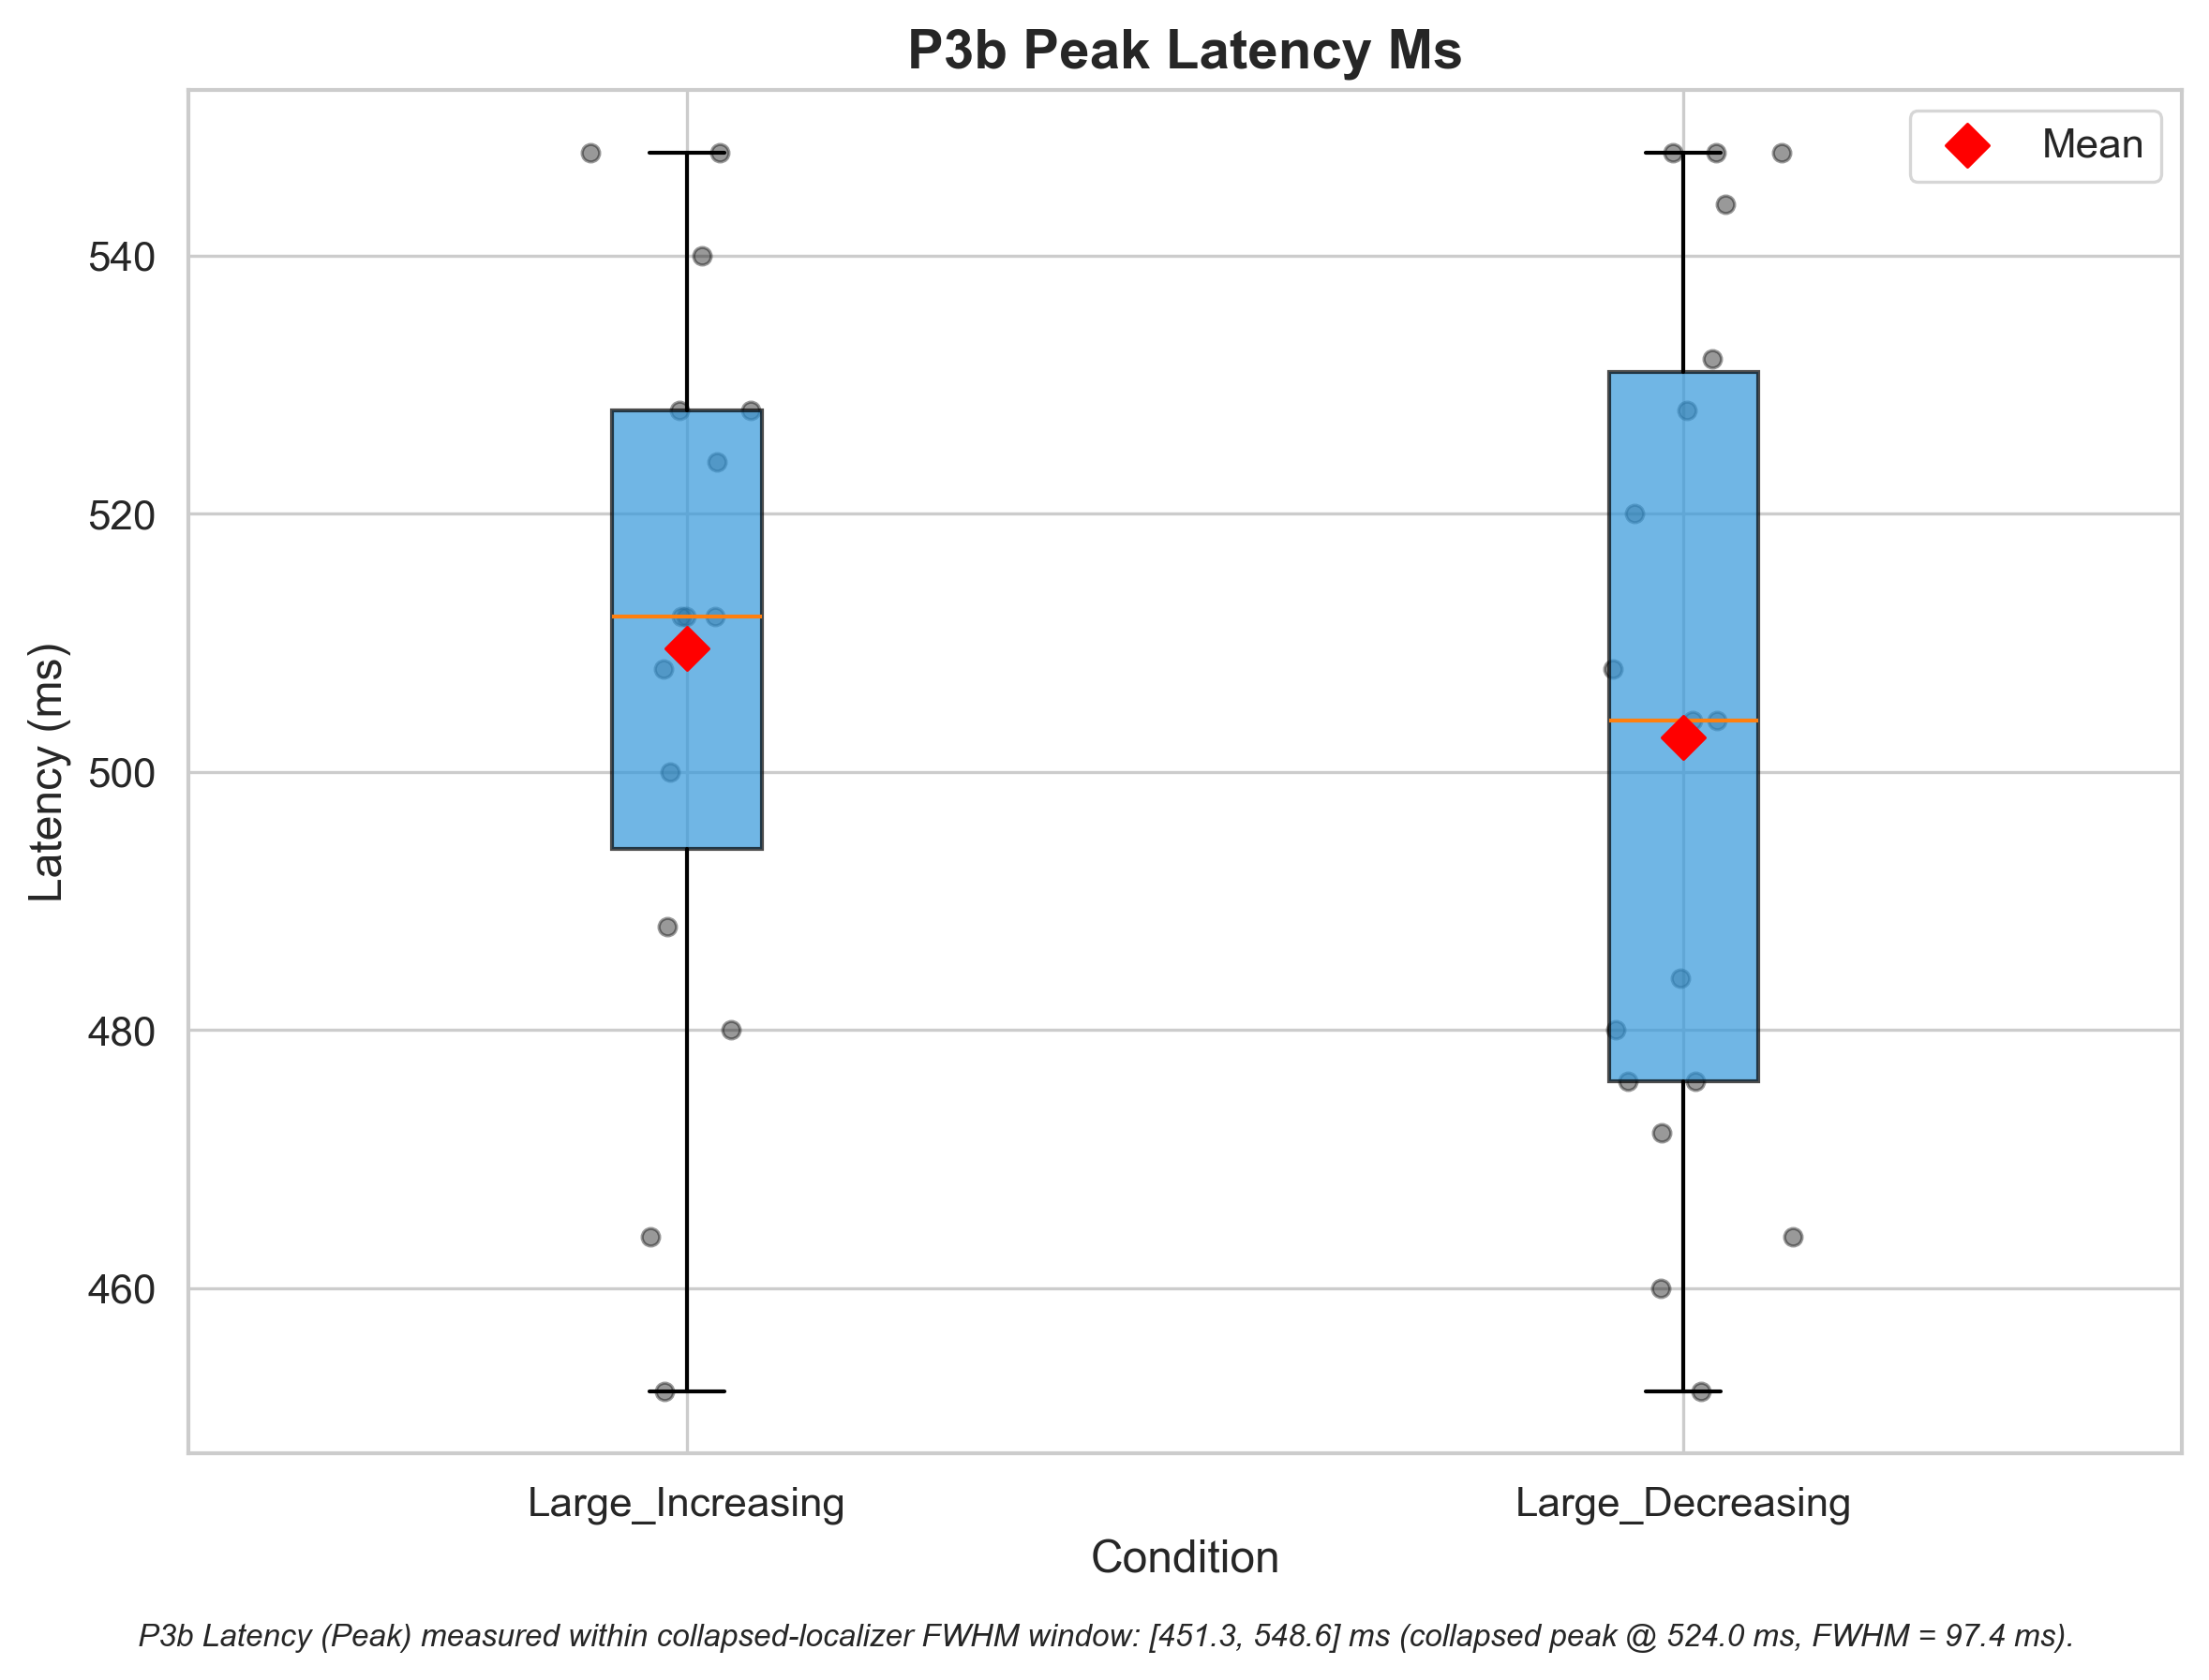 P3b Peak Latency Ms
Mean
540
520
500
480
460
Latency (ms)
Large_Increasing
Large_Decreasing
Condition
P3b Latency (Peak) measured within collapsed-localizer FWHM window: [451.3, 548.6] ms (collapsed peak @ 524.0 ms, FWHM = 97.4 ms).